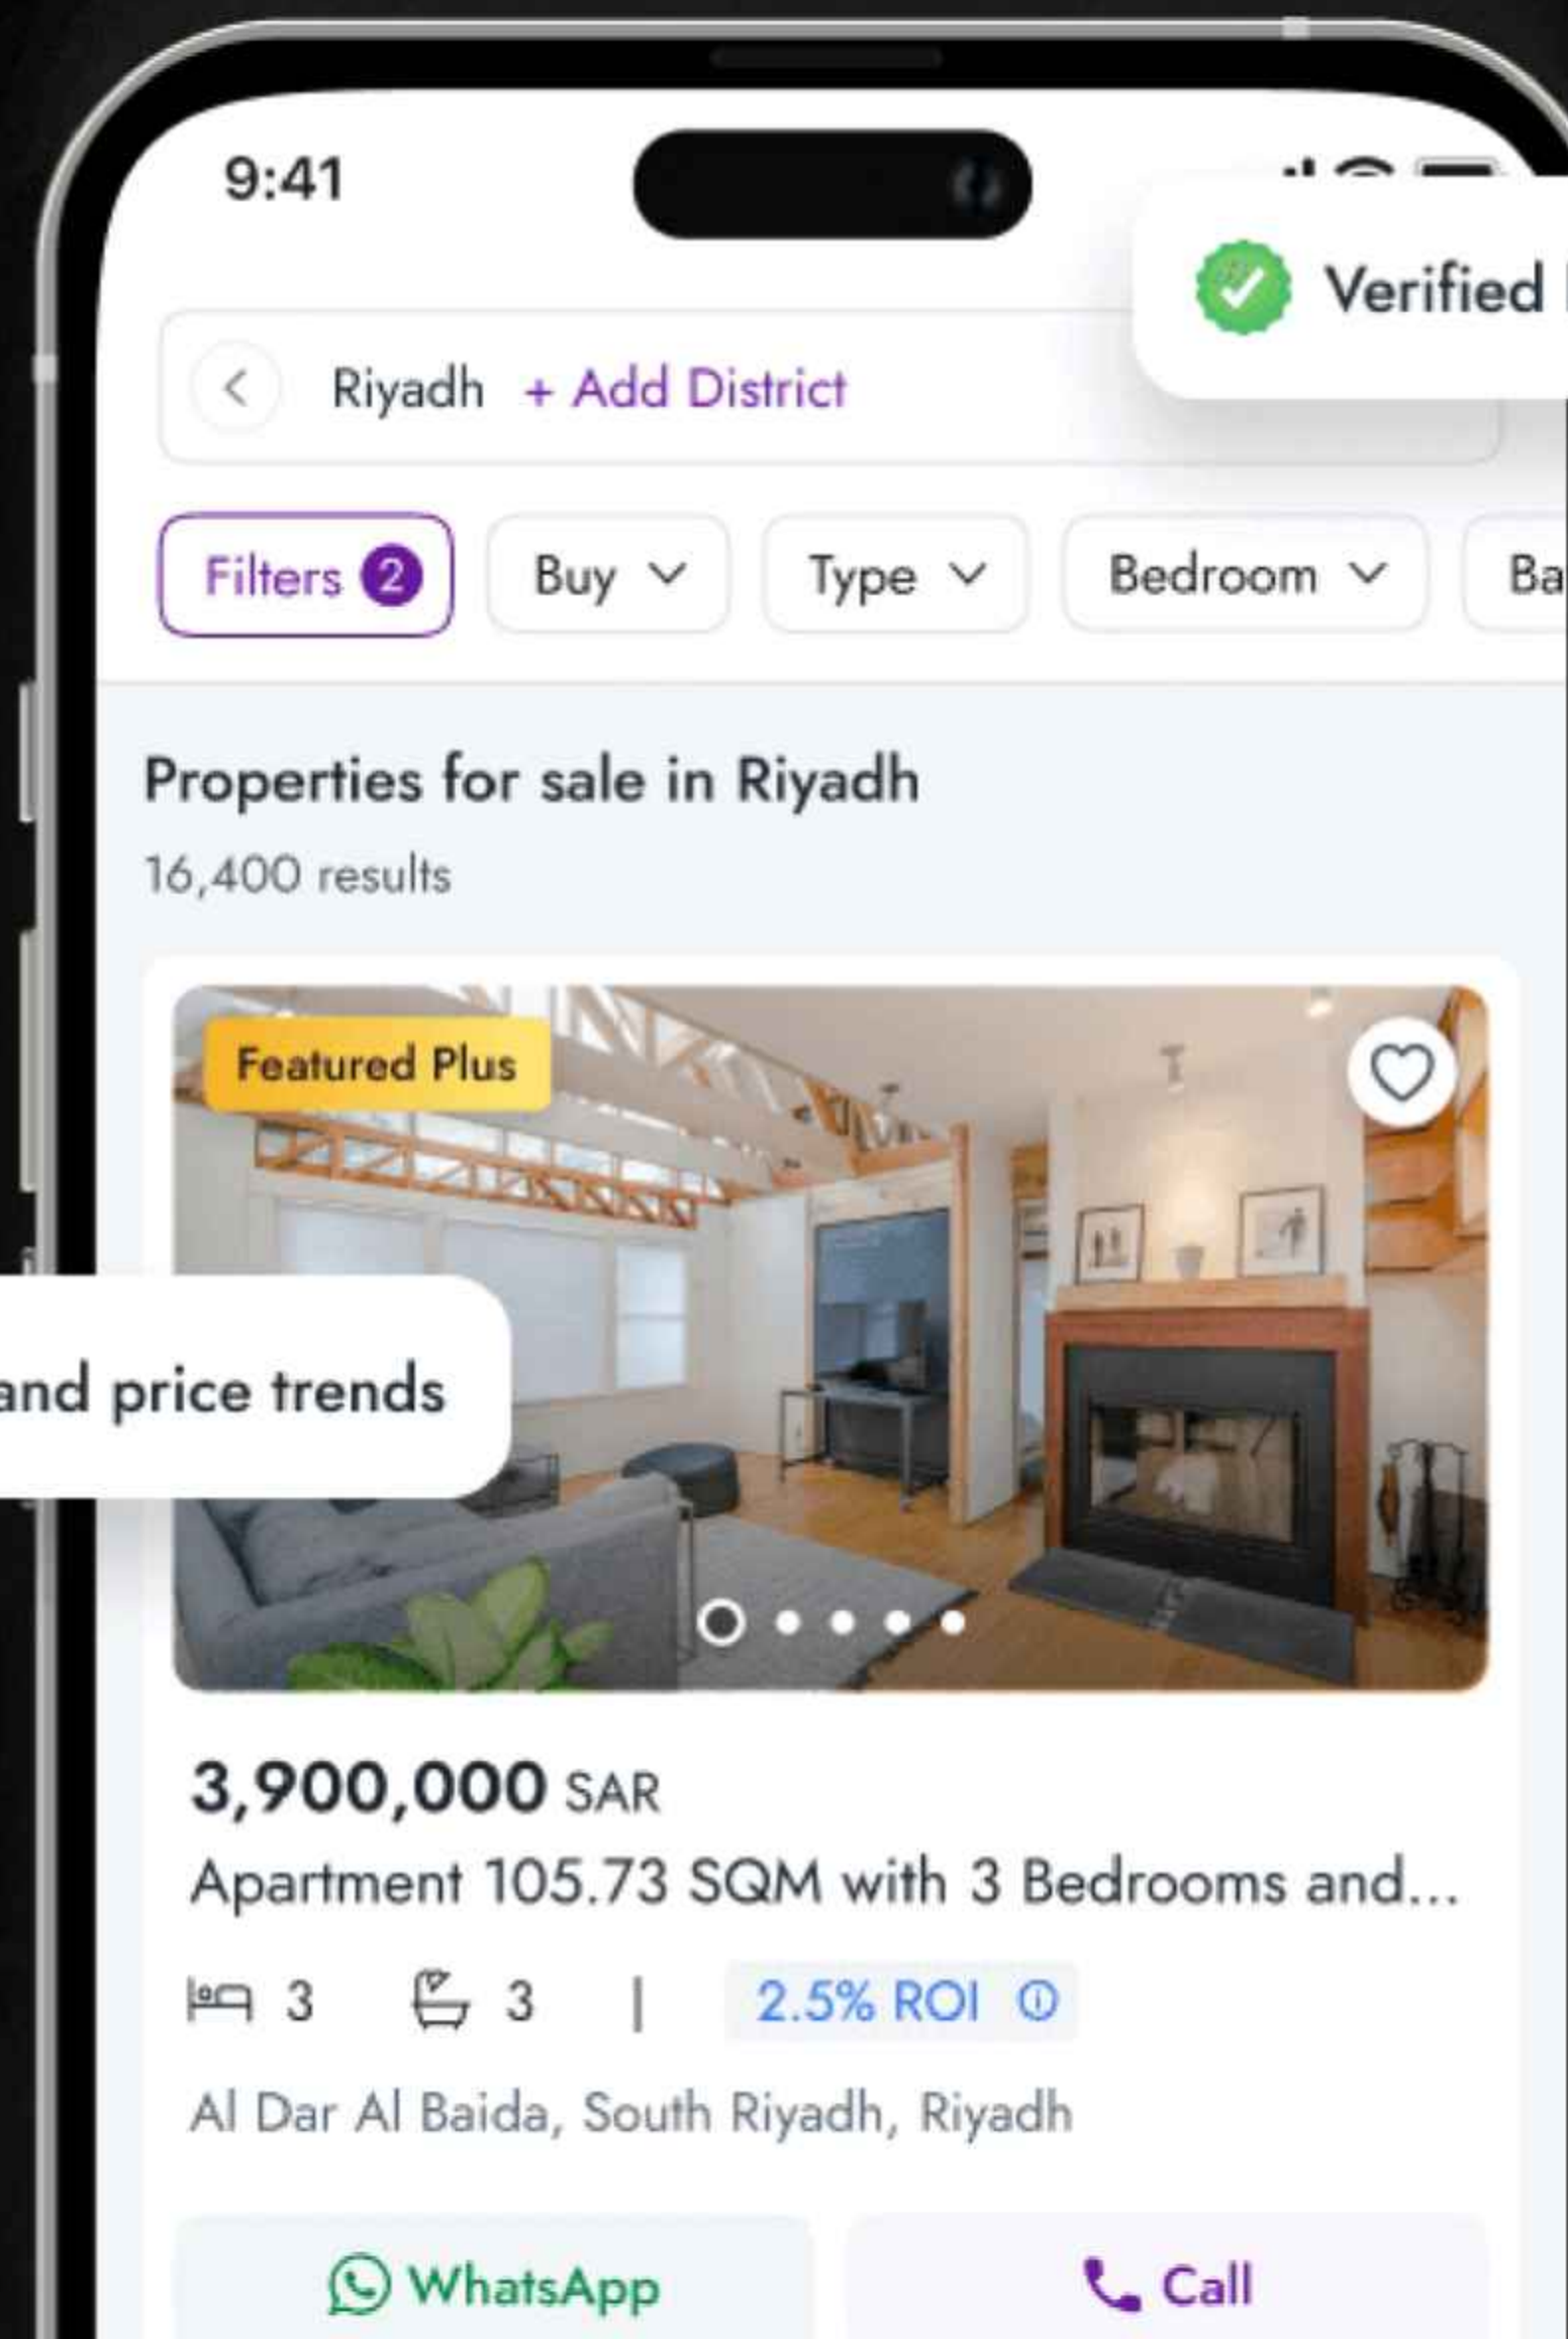 9:41
Verified
Riyadh + Add District
Filters 2 Buy Type Bedroom Ba
Properties for sale in Riyadh
16,400 results
Featured Plus
and price trends
3,900,000 SAR
Apartment 105.73 SQM with 3 Bedrooms and...
3 3 | 2.5% ROI
Al Dar Al Baida, South Riyadh, Riyadh
WhatsApp Call